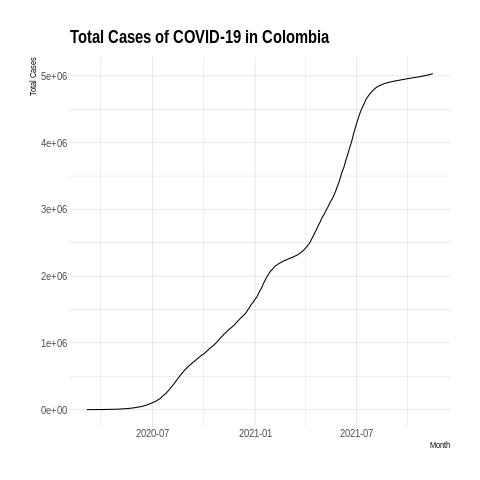 Total Cases of COVID-19 in Colombia
Total Cases
5e+06
4e+06
3e+06
2e+06
1e+06
0e+00
2020-07
2021-01
2021-07
Month